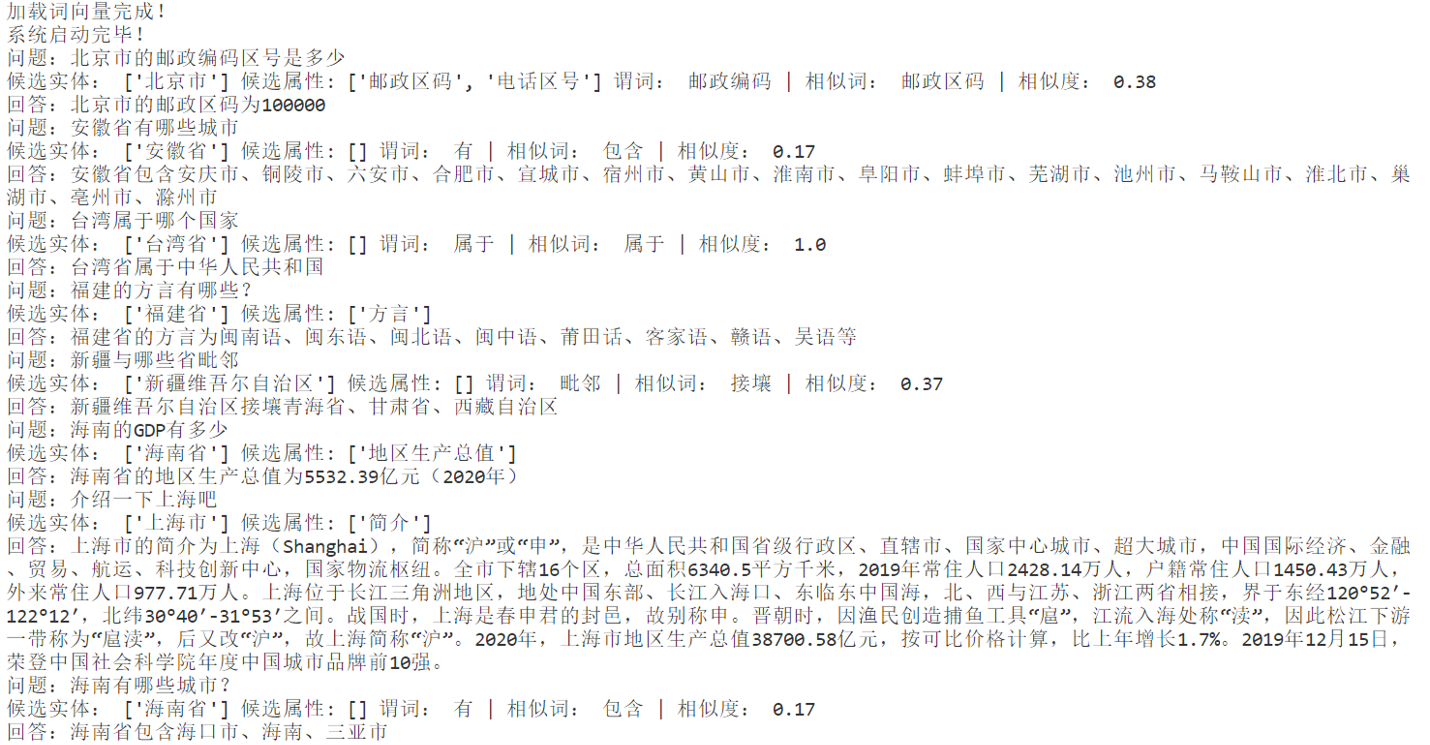 加载词向量完成！
系统启动完毕！
问题：北京市的邮政编码区号是多少
候选实体： ['北京市'] 候选属性：['邮政区码', '电话区号'] 谓词： 邮政编码 | 相似词： 邮政区码 | 相似度： 0.38
回答：北京市的邮政区码为100000
问题：安徽省有哪些城市
候选实体： ['安徽省'] 候选属性：[] 谓词： 有 | 相似词： 包含 | 相似度： 0.17
回答：安徽省包含安庆市、铜陵市、六安市、合肥市、宣城市、宿州市、黄山市、淮南市、阜阳市、蚌埠市、芜湖市、池州市、马鞍山市、淮北市、巢
湖市、亳州市、滁州市
问题：台湾属于哪个国家
候选实体： ['台湾省'] 候选属性：[] 谓词： 属于 | 相似词： 属于 | 相似度： 1.0
回答：台湾省属于中华人民共和国
问题：福建的方言有哪些？
候选实体： ['福建省'] 候选属性：['方言']
回答：福建省的方言为闽南语、闽东语、闽北语、闽中语、莆田话、客家语、赣语、吴语等
问题：新疆与哪些省毗邻
候选实体： ['新疆维吾尔自治区'] 候选属性：[] 谓词： 毗邻 | 相似词： 接壤 | 相似度： 0.37
回答：新疆维吾尔自治区接壤青海省、甘肃省、西藏自治区
问题：海南的GDP有多少
候选实体： ['海南省'] 候选属性：['地区生产总值']
回答：海南省的地区生产总值为5532.39亿元（2020年）
问题：介绍一下上海吧
候选实体： ['上海市'] 候选属性：['简介']
回答：上海市的简介为上海（Shanghai），简称“沪”或“申”，是中华人民共和国省级行政区、直辖市、国家中心城市、超大城市，中国国际经济、金融
、贸易、航运、科技创新中心，国家物流枢纽。全市下辖16个区，总面积6340.5平方千米，2019年常住人口2428.14万人，户籍常住人口1450.43万人，
外来常住人口977.71万人。上海位于长江三角洲地区，地处中国东部、长江入海口、东临东中国海，北、西与江苏、浙江两省相接，界于东经120°52′-
122°12′，北纬30°40′-31°53′之间。战国时，上海是春申君的封邑，故别称申。晋朝时，因渔民创造捕鱼工具“扈”，江流入海处称“渎”，因此松江下游
一带称为“扈渎”，后又改“沪”，故上海简称“沪”。2020年，上海市地区生产总值38700.58亿元，按可比价格计算，比上年增长1.7%。2019年12月15日，
荣登中国社会科学院年度中国城市品牌前10强。
问题：海南有哪些城市？
候选实体： ['海南省'] 候选属性：[] 谓词： 有 | 相似词： 包含 | 相似度： 0.17
回答：海南省包含海口市、海南、三亚市